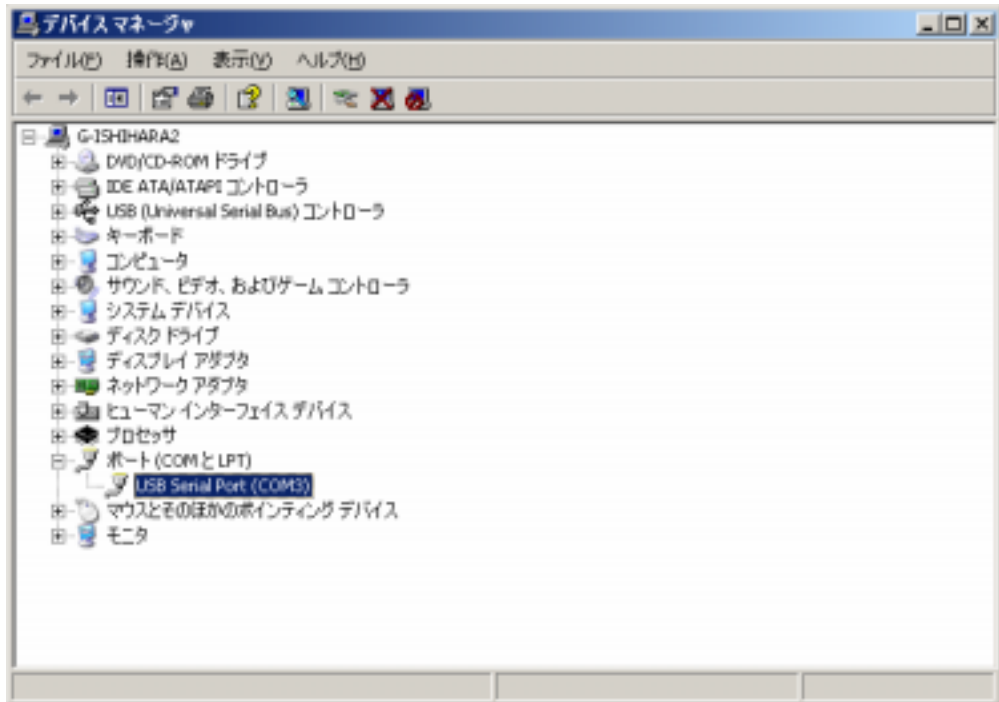 デバイス マネージャ
ファイル(F) 操作(A) 表示(V) ヘルプ(H)
G-ISHIHARA2
DVD/CD-ROM ドライブ
IDE ATA/ATAPI コントローラ
USB (Universal Serial Bus) コントローラ
キーボード
コンピュータ
サウンド、ビデオ、およびゲーム コントローラ
システム デバイス
ディスク ドライブ
ディスプレイ アダプタ
ネットワーク アダプタ
ヒューマン インターフェイス デバイス
プロセッサ
ポート (COM と LPT)
USB Serial Port (COM3)
マウスとそのほかのポインティング デバイス
モニタ